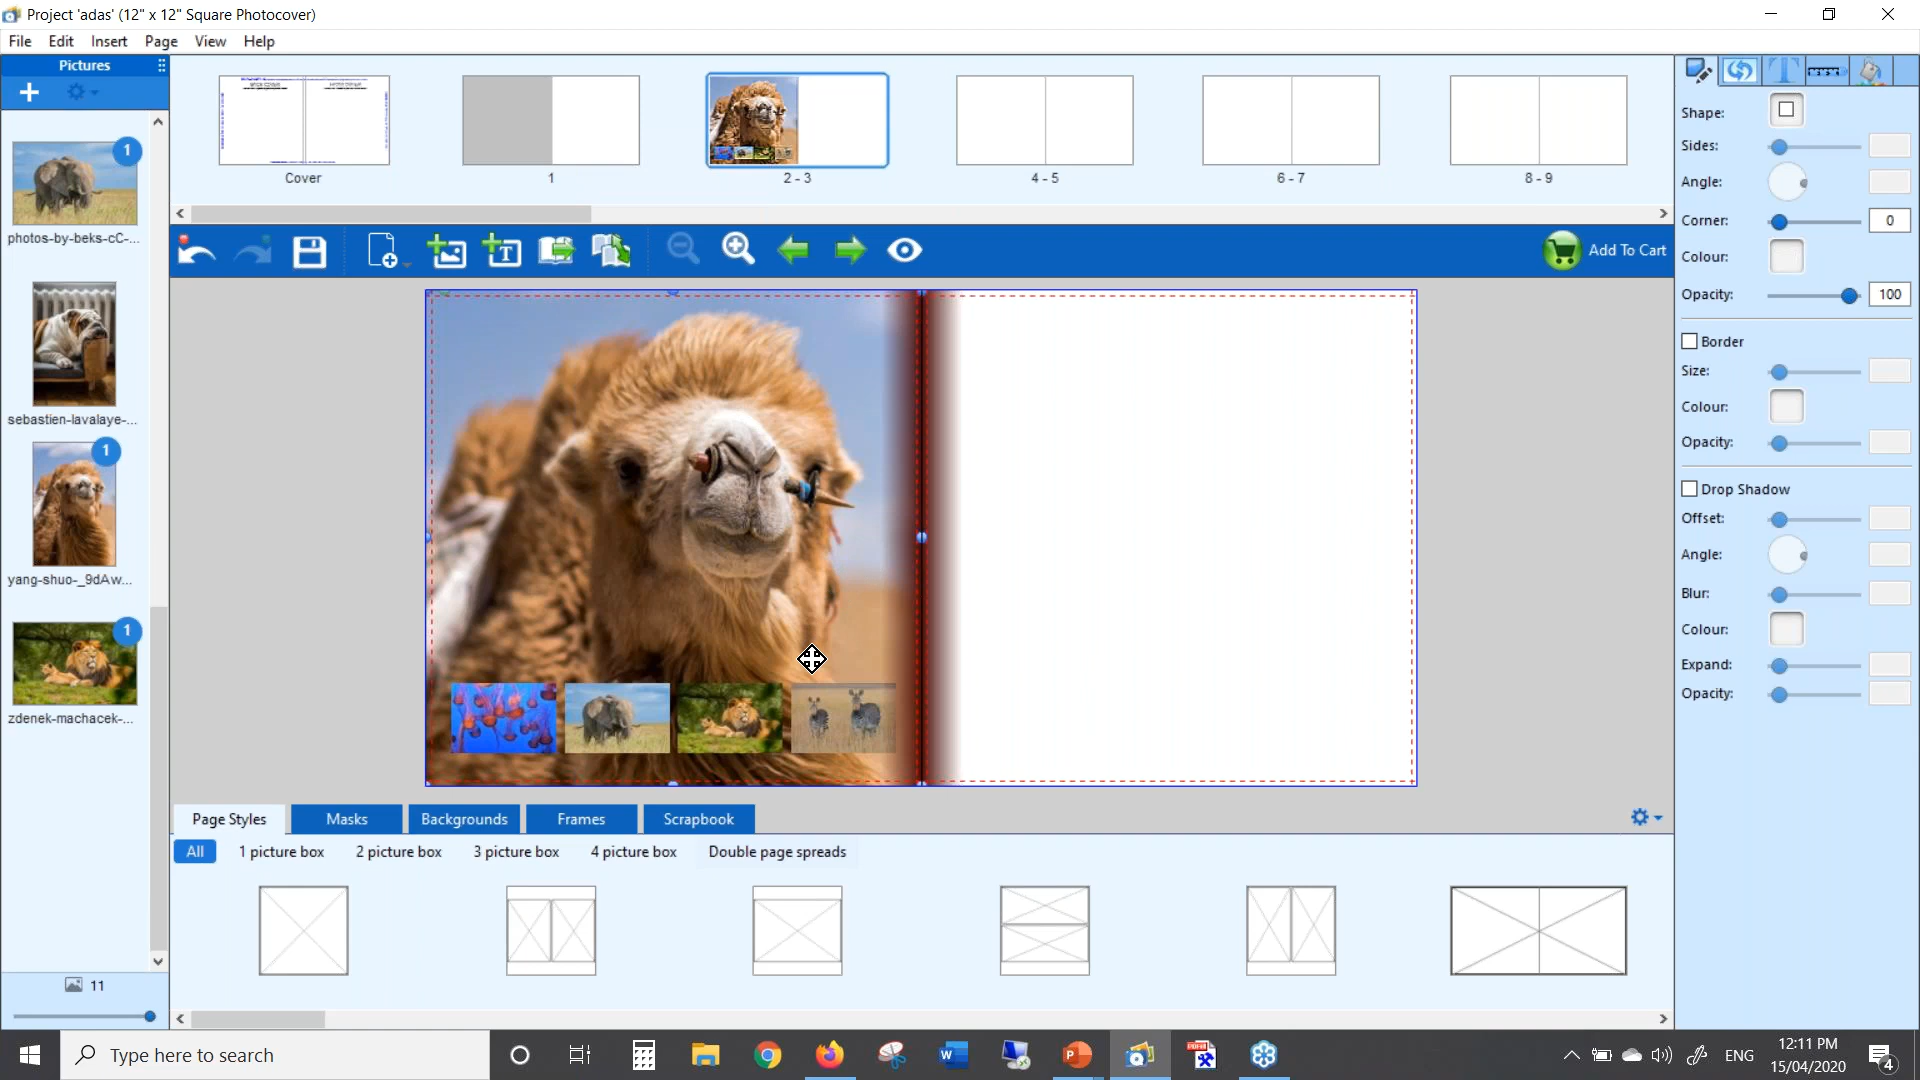 Project 'adas' (12" x 12" Square Photocover)
File Edit Insert Page View Help
Pictures
1
photos-by-beks-cC-...
sebastien-lavalaye-...
1
yang-shuo-_9dAw...
1
zdenek-machacek-...
11
Cover
1
2 - 3
4 - 5
6 - 7
8 - 9
Add To Cart
Page Styles Masks Backgrounds Frames Scrapbook
All 1 picture box 2 picture box 3 picture box 4 picture box Double page spreads
Shape:
Sides:
Angle:
Corner: 0
Colour:
Opacity: 100
Border
Size:
Colour:
Opacity:
Drop Shadow
Offset:
Angle:
Blur:
Colour:
Expand:
Opacity:
Type here to search
ENG
12:11 PM
15/04/2020
4